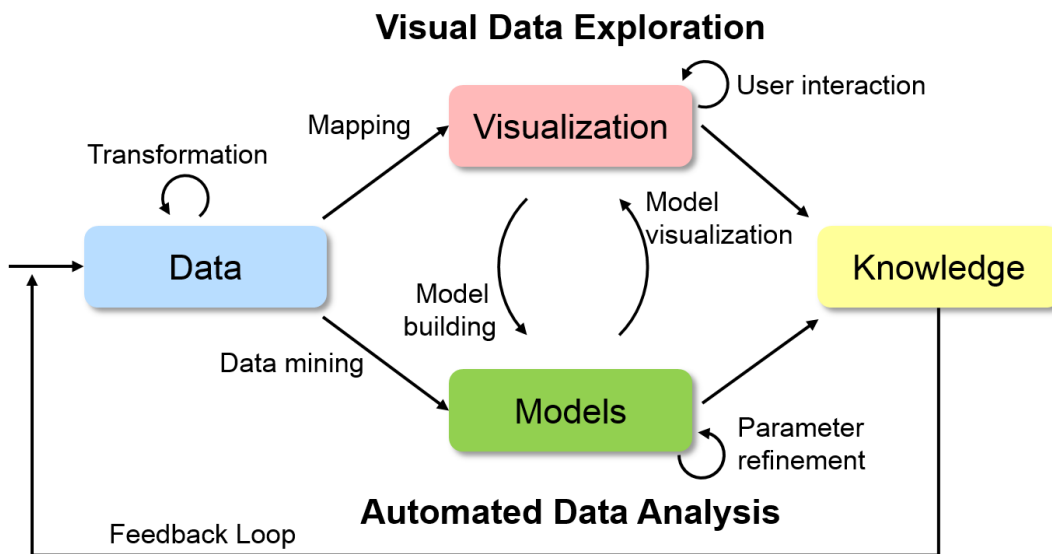 Visual Data Exploration
User interaction
Visualization
Mapping
Transformation
Model
visualization
Data
Knowledge
Model
building
Data mining
Models
Parameter
refinement
Automated Data Analysis
Feedback Loop